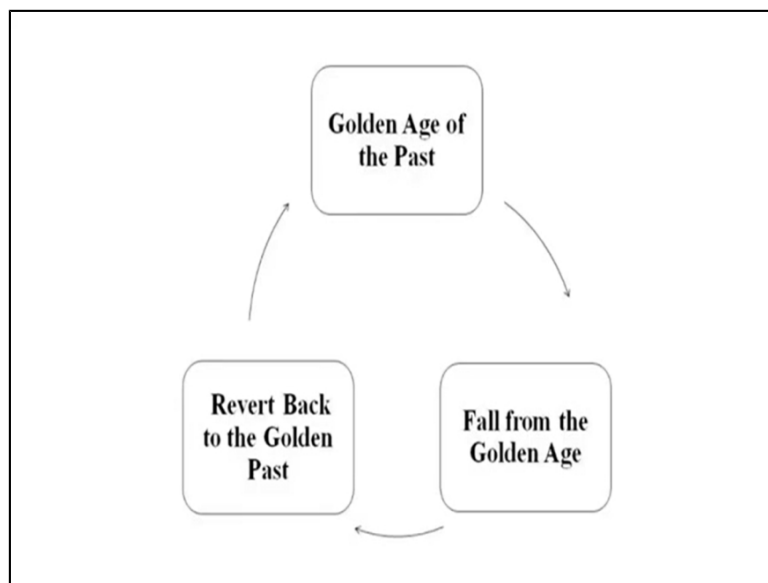 Golden Age of
the Past
Revert Back
to the Golden
Past
Fall from the
Golden Age